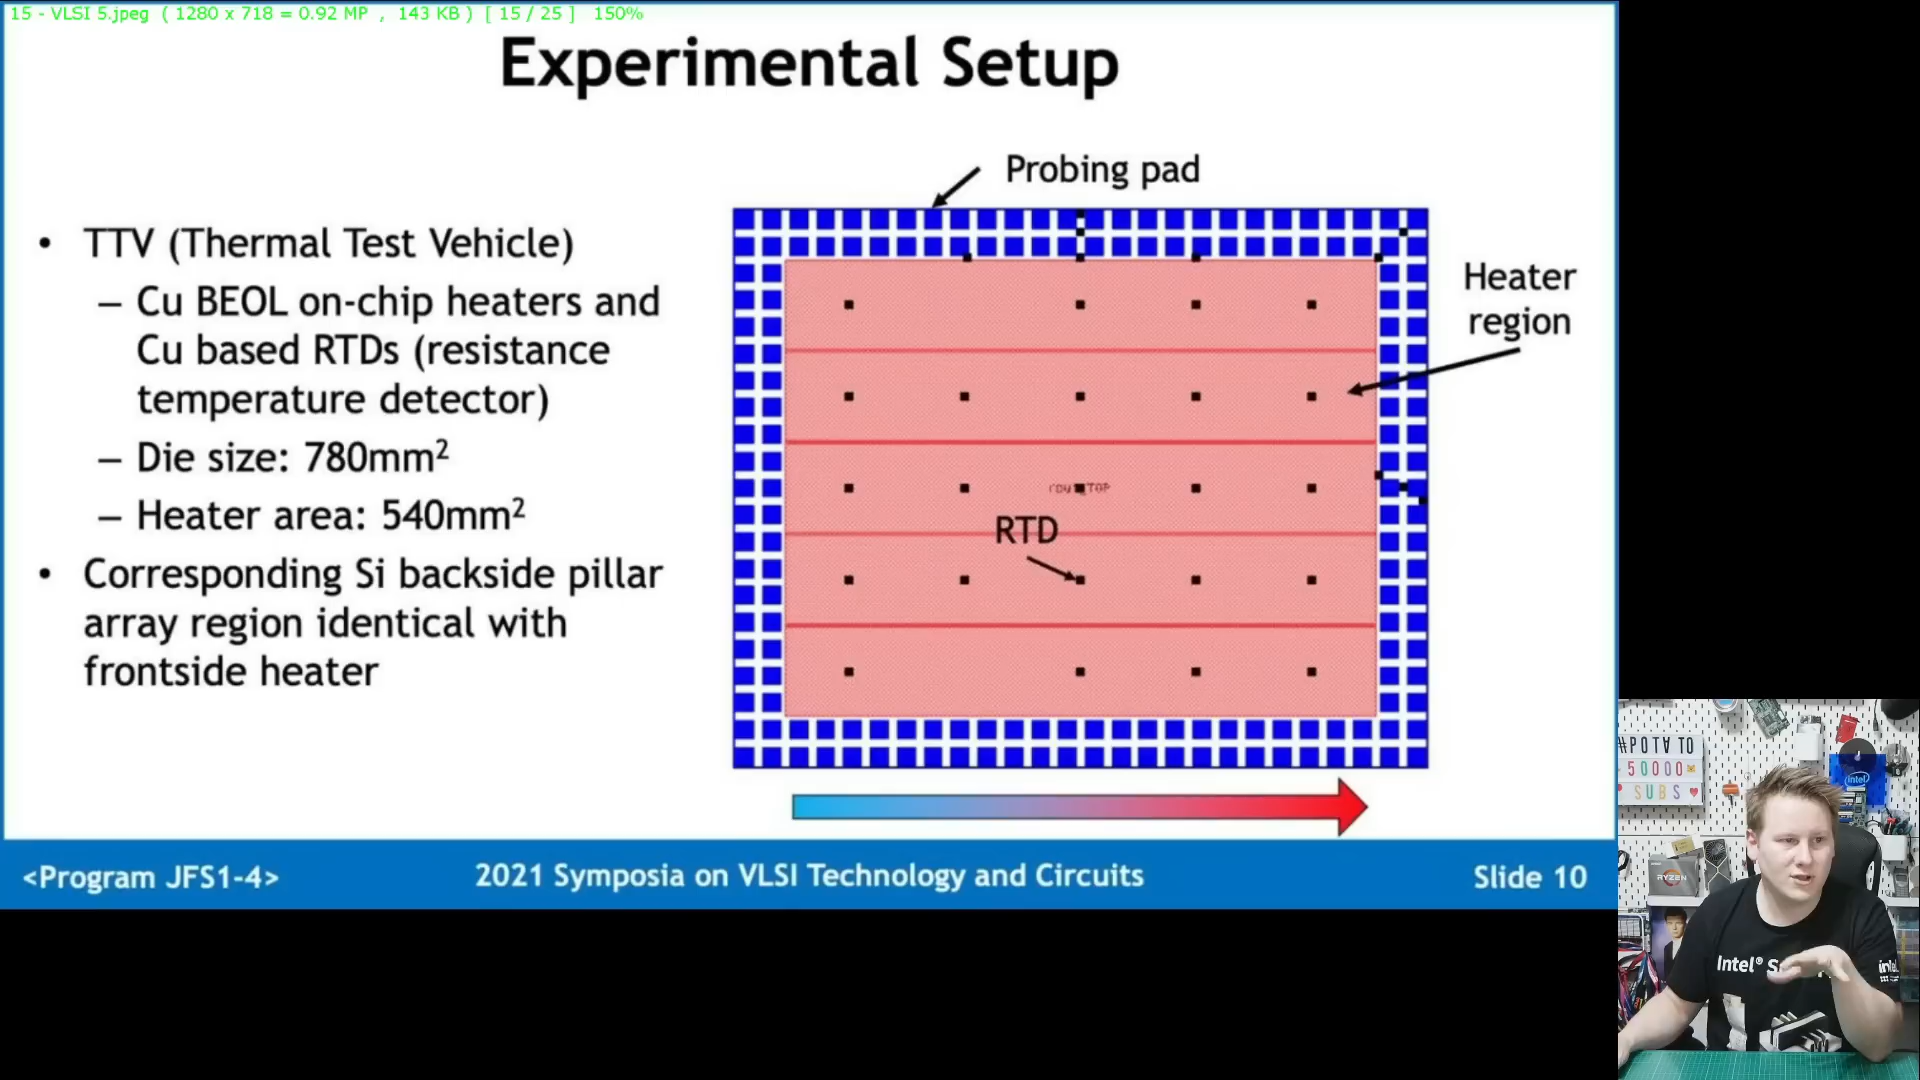 15 - VLSI 5.jpeg ( 1280 x 718 = 0.92 MP , 143 KB ) [ 15 / 25 ] 150%
Experimental Setup
• TTV (Thermal Test Vehicle)
– Cu BEOL on-chip heaters and
Cu based RTDs (resistance
temperature detector)
– Die size: 780mm²
– Heater area: 540mm²
• Corresponding Si backside pillar
array region identical with
frontside heater
Probing pad
Heater
region
RTD
<Program JFS1-4>
2021 Symposia on VLSI Technology and Circuits
Slide 10
#POTATO
50000
SUBS
intel
RYZEN
Intel®
intel